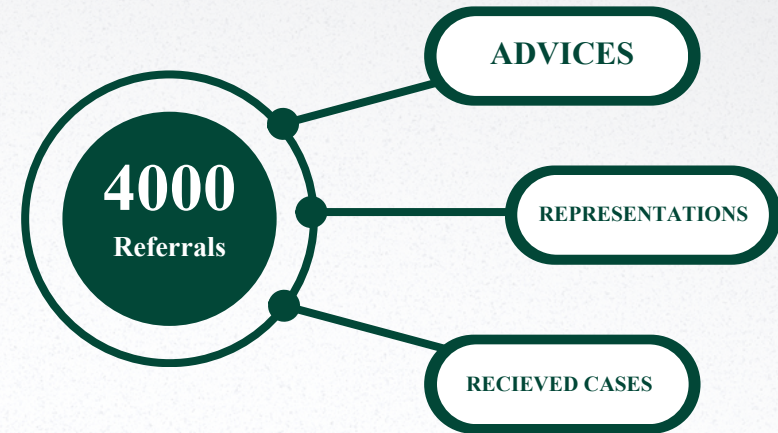 4000
Referrals
ADVICES
REPRESENTATIONS
RECIEVED CASES